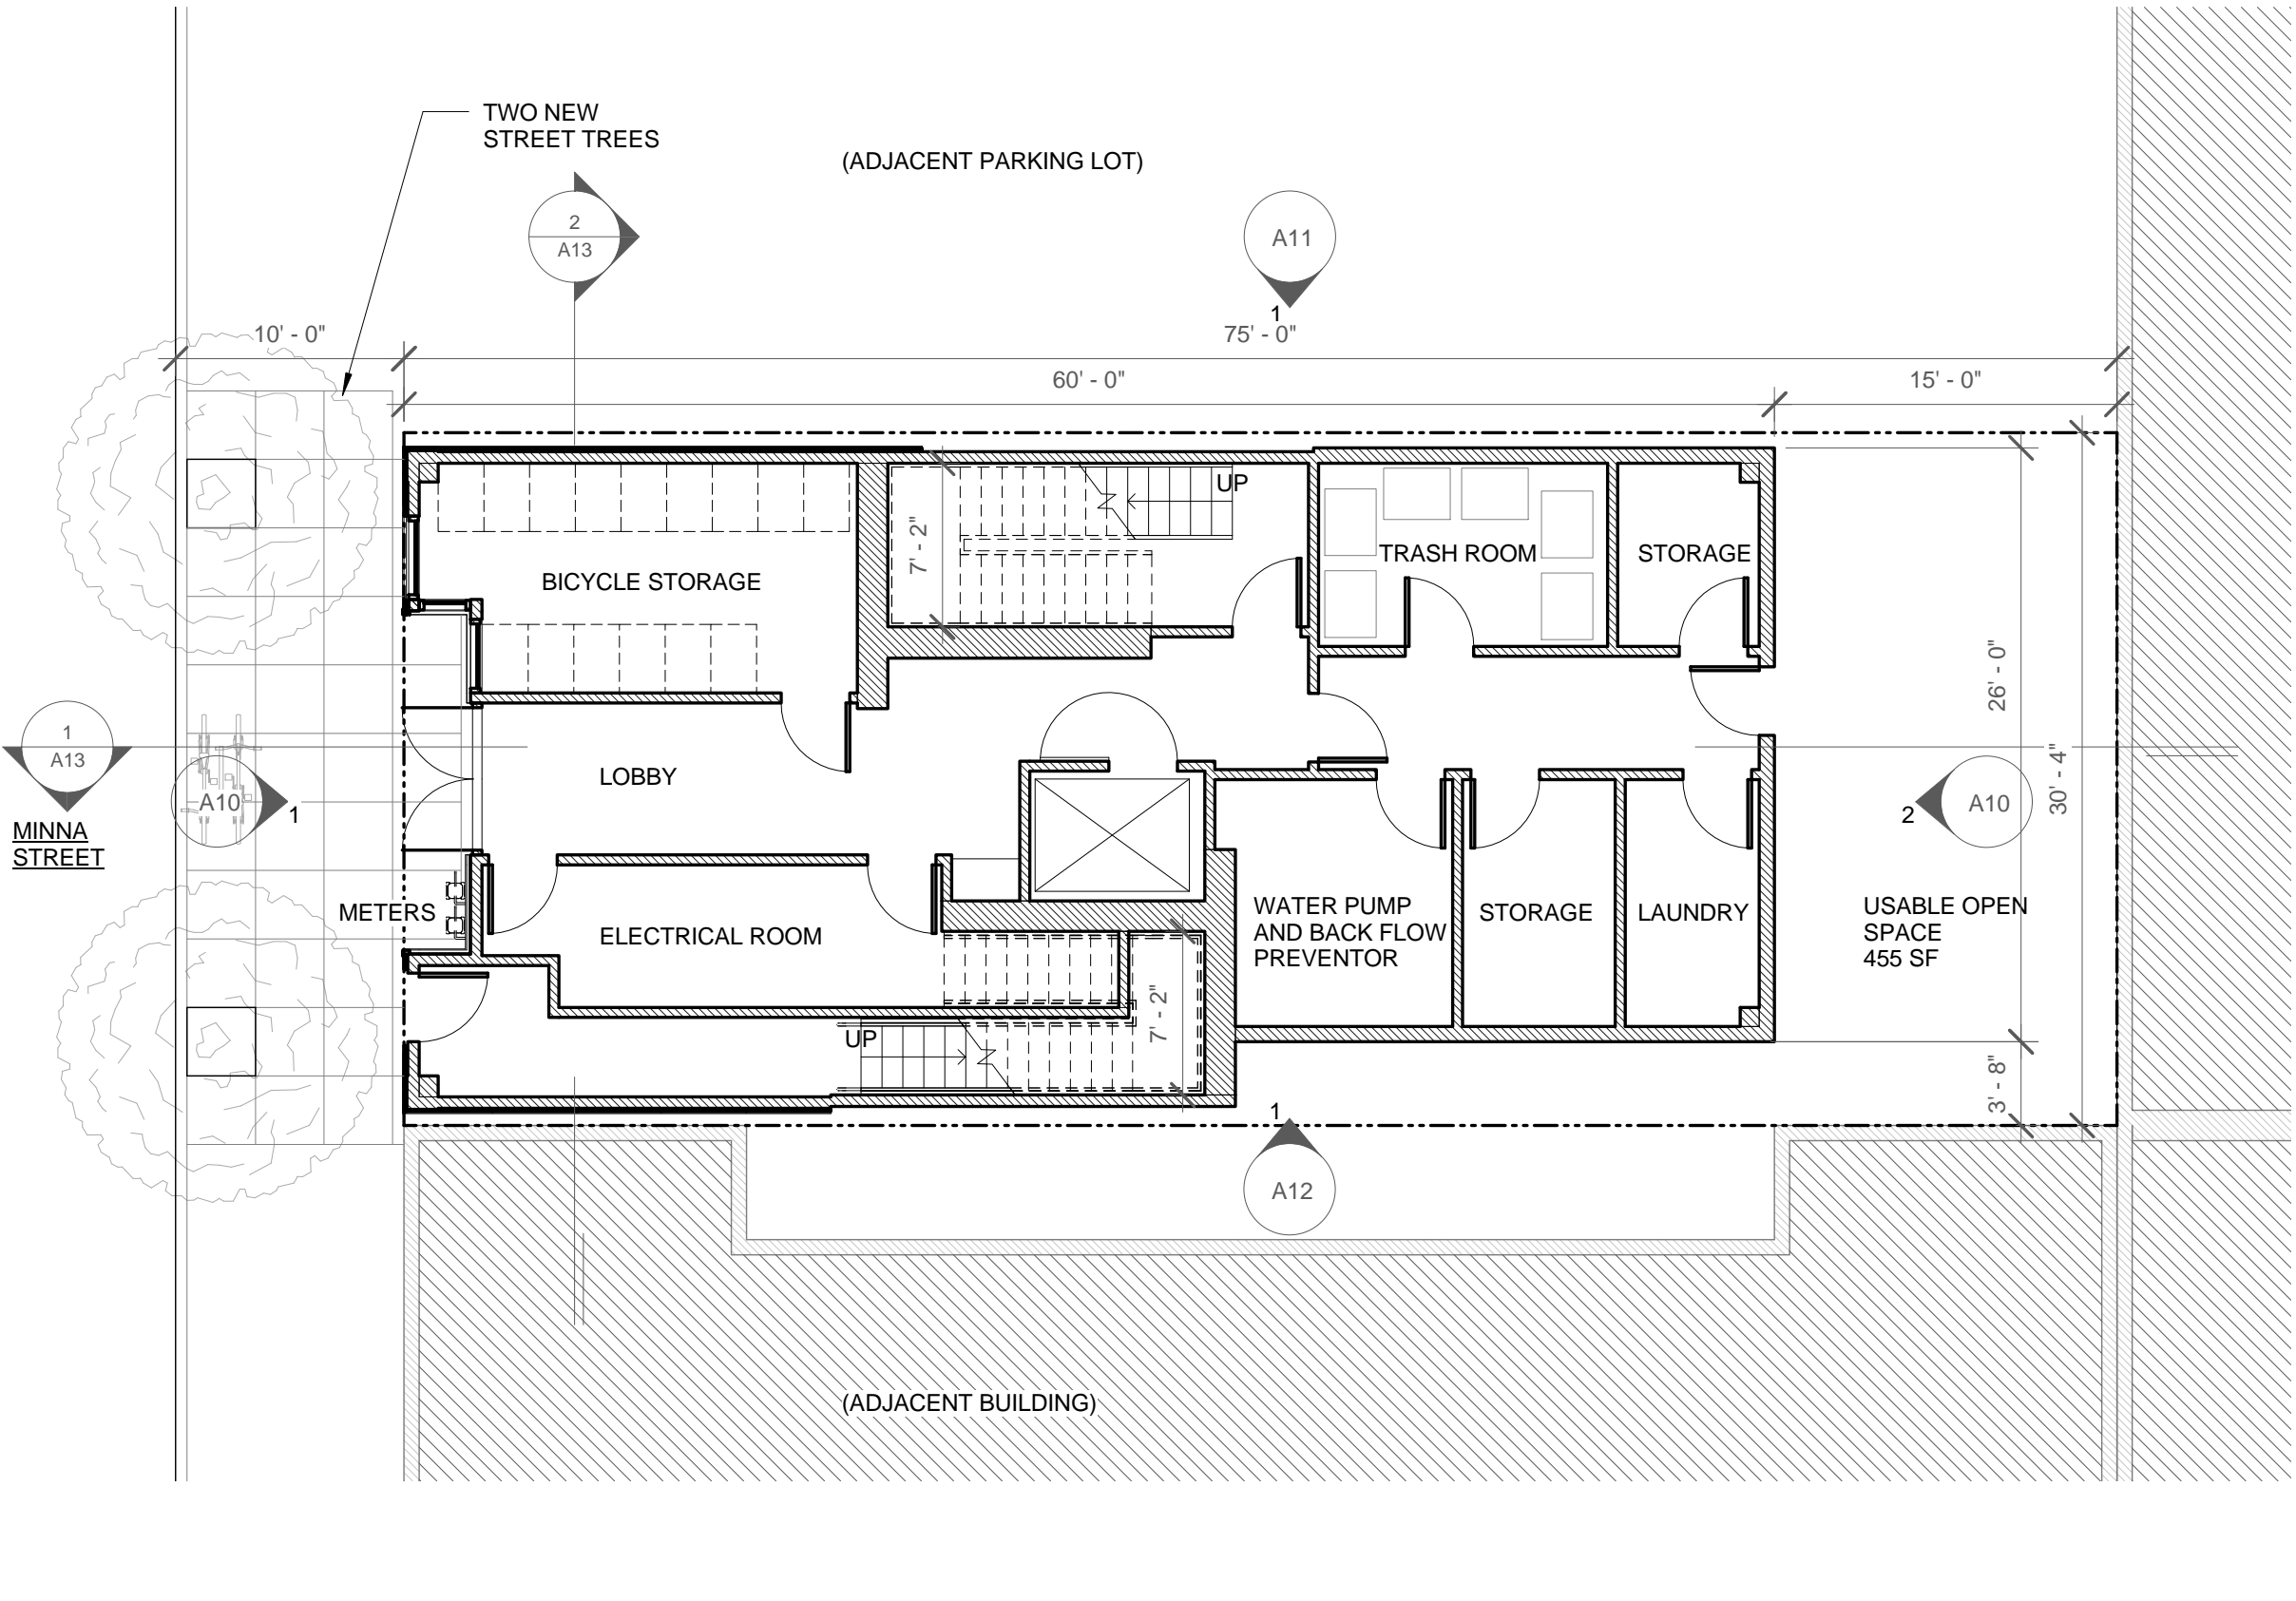 TWO NEW
STREET TREES
(ADJACENT PARKING LOT)
2
A13
A11
1
10' - 0"
75' - 0"
60' - 0"
15' - 0"
UP
7' - 2"
TRASH ROOM
STORAGE
BICYCLE STORAGE
26' - 0"
30' - 4"
1
A13
LOBBY
A10
1
2
A10
MINNA
STREET
METERS
ELECTRICAL ROOM
WATER PUMP
AND BACK FLOW
PREVENTOR
STORAGE
LAUNDRY
USABLE OPEN
SPACE
455 SF
7' - 2"
UP
3' - 8"
1
A12
(ADJACENT BUILDING)